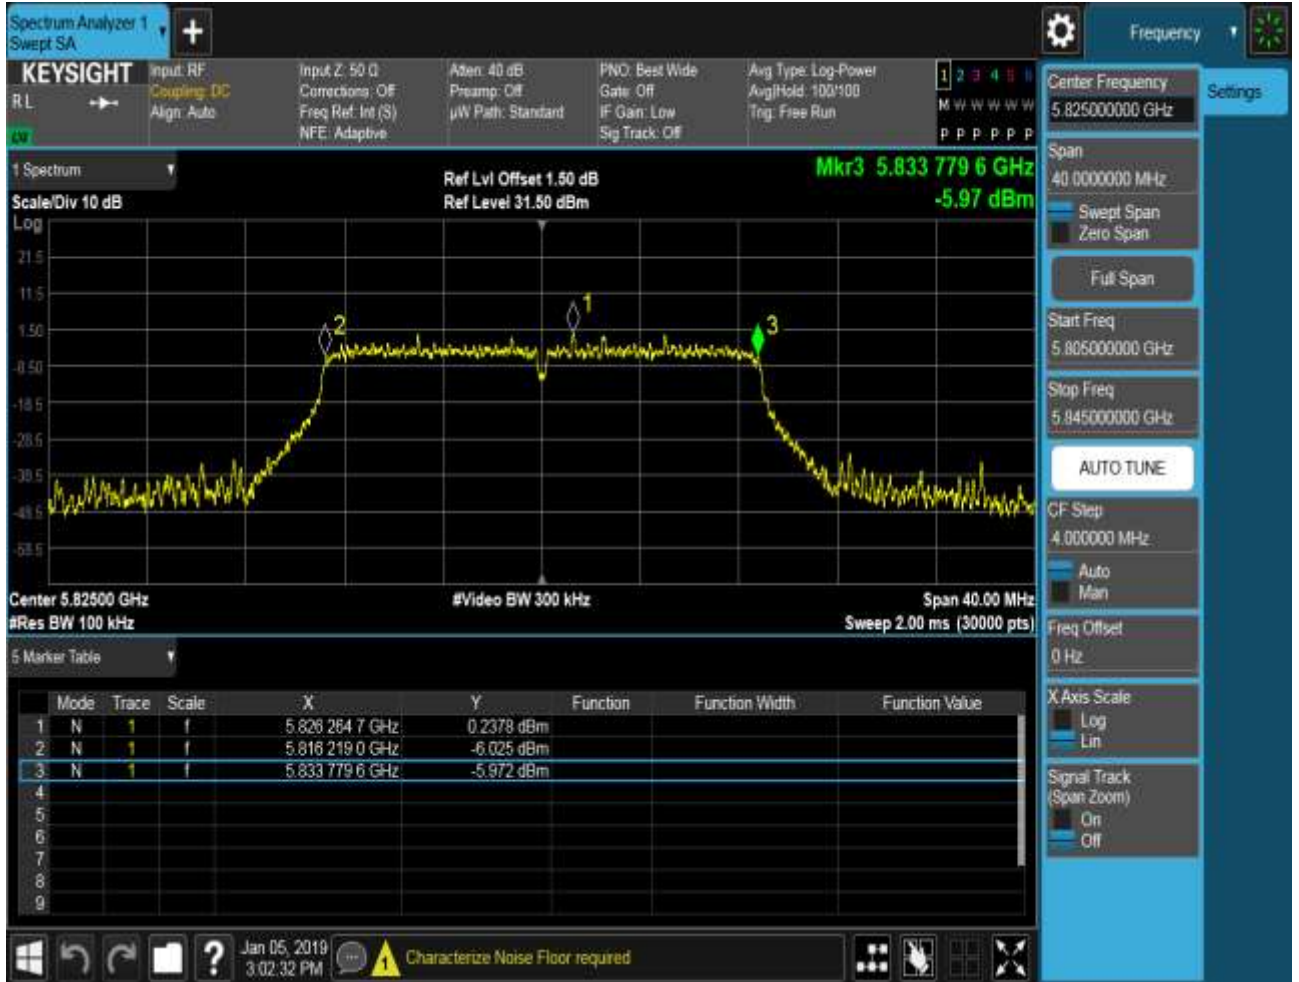 Spectrum Analyzer 1
Swept SA
Frequency
KEYSIGHT
R L
Input: RF
Coupling: DC
Align: Auto
Input Z: 50 Ω
Corrections: Off
Freq Ref: Int (S)
NFE: Adaptive
Atten: 40 dB
Preamp: Off
µW Path: Standard
PNO: Best Wide
Gate: Off
IF Gain: Low
Sig Track: Off
Avg Type: Log-Power
Avg|Hold: 100/100
Trig: Free Run
1 2 3 4 5 6
M W W W W W
P P P P P P
1 Spectrum
Scale/Div 10 dB
Ref Lvl Offset 1.50 dB
Ref Level 31.50 dBm
Mkr3 5.833 779 6 GHz
-5.97 dBm
Log
21.5
11.5
1.50
-8.50
-18.5
-28.5
-38.5
-48.5
-58.5
2
1
3
Center 5.82500 GHz
#Res BW 100 kHz
#Video BW 300 kHz
Span 40.00 MHz
Sweep 2.00 ms (30000 pts)
5 Marker Table
Mode Trace Scale X Y Function Function Width Function Value
1 N 1 f 5.826 264 7 GHz 0.2378 dBm
2 N 1 f 5.816 219 0 GHz -6.025 dBm
3 N 1 f 5.833 779 6 GHz -5.972 dBm
4
5
6
7
8
9
Jan 05, 2019
3:02:32 PM
1
Characterize Noise Floor required
Center Frequency
5.825000000 GHz
Settings
Span
40.0000000 MHz
Swept Span
Zero Span
Full Span
Start Freq
5.805000000 GHz
Stop Freq
5.845000000 GHz
AUTO TUNE
CF Step
4.000000 MHz
Auto
Man
Freq Offset
0 Hz
X Axis Scale
Log
Lin
Signal Track
(Span Zoom)
On
Off